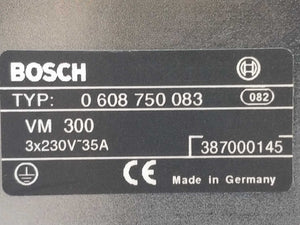 BOSCH
TYP: 0 608 750 083 082
VM 300
3x230V~35A 387000145
CE Made in Germany